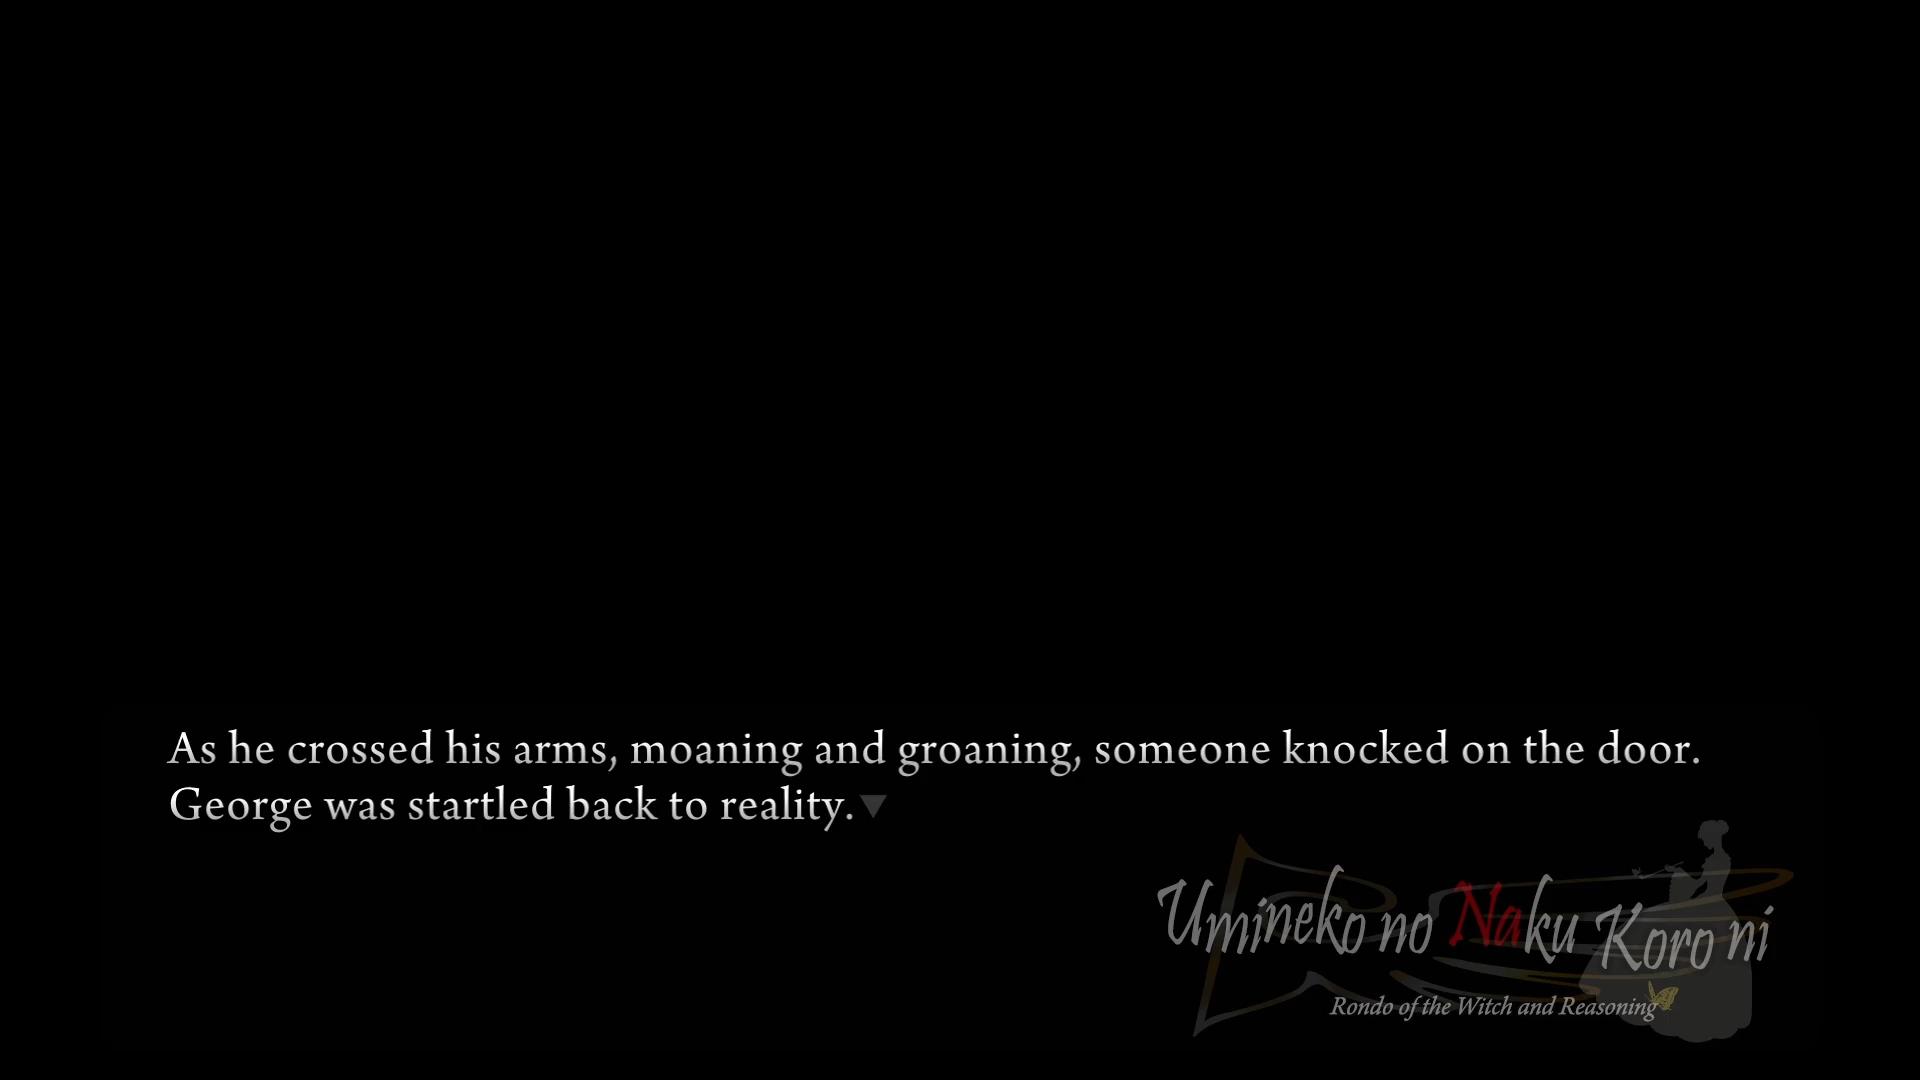 As he crossed his arms, moaning and groaning, someone knocked on the door.
George was startled back to reality.
Umineko no Naku Koro ni
Rondo of the Witch and Reasoning